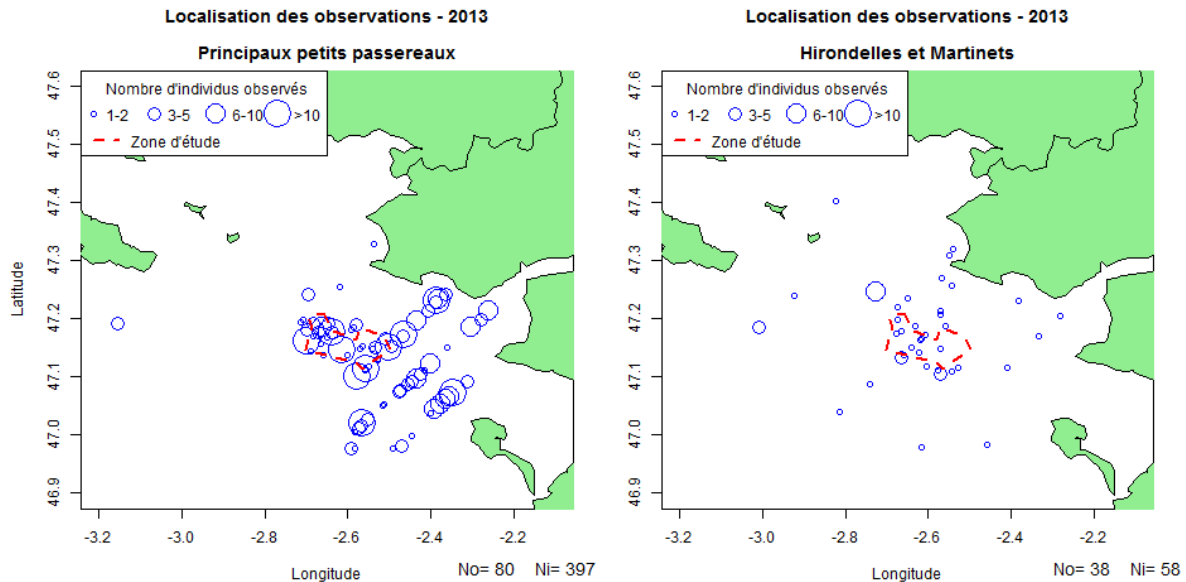 Localisation des observations - 2013
Principaux petits passereaux
Nombre d'individus observés
1-2 3-5 6-10 >10
Zone d'étude
47.6
47.5
47.4
47.3
47.2
47.1
47.0
46.9
Latitude
-3.2 -3.0 -2.8 -2.6 -2.4 -2.2
Longitude
No= 80 Ni= 397
Localisation des observations - 2013
Hirondelles et Martinets
Nombre d'individus observés
1-2 3-5 6-10 >10
Zone d'étude
47.6
47.5
47.4
47.3
47.2
47.1
47.0
46.9
-3.2 -3.0 -2.8 -2.6 -2.4 -2.2
Longitude
No= 38 Ni= 58